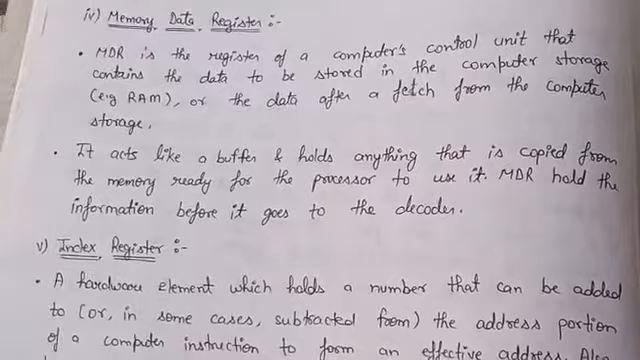 iv) Memory Data Register :-
• MDR is the register of a computer's control unit that
contains the data to be stored in the computer storage
(e.g RAM), or the data after a fetch from the computer
storage.
• It acts like a buffer & holds anything that is copied from
the memory ready for the processor to use it. MDR hold the
information before it goes to the decoder.
v) Index Register :-
• A hardware element which holds a number that can be added
to (or, in some cases, subtracted from) the address portion
of a computer instruction to form an effective address. Also